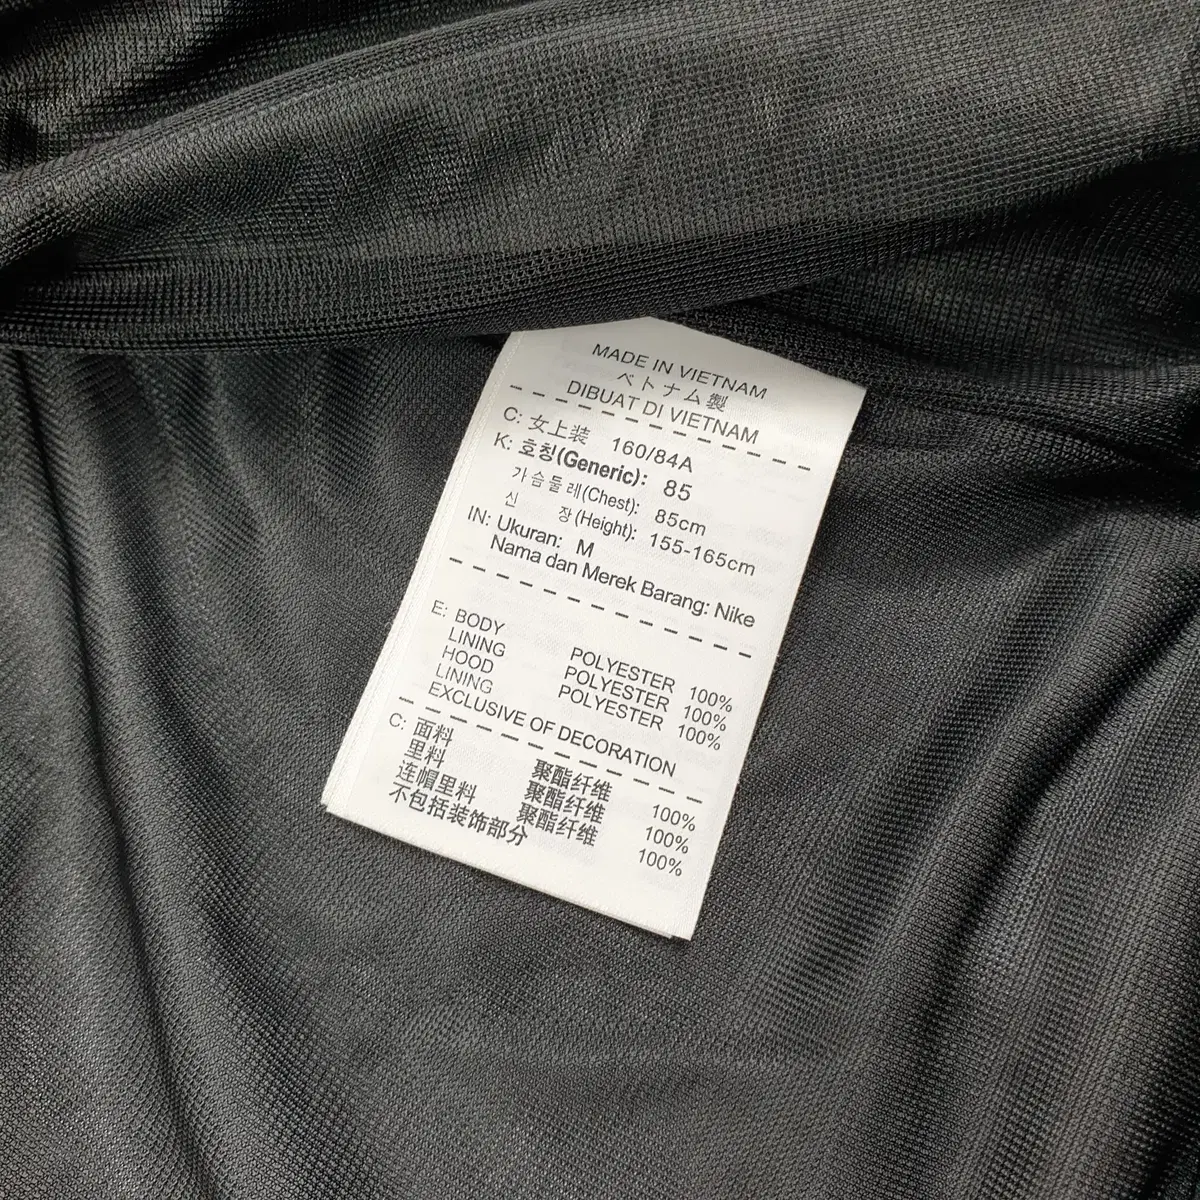 MADE IN VIETNAM
ベトナム製
DIBUAT DI VIETNAM
C: 女上装 160/84A
K: 호칭(Generic): 85
가슴둘레(Chest): 85cm
신 장(Height): 155-165cm
IN: Ukuran: M
Nama dan Merek Barang: Nike
E: BODY POLYESTER 100%
LINING POLYESTER 100%
HOOD POLYESTER 100%
LINING
EXCLUSIVE OF DECORATION
C: 面料 聚酯纤维 100%
里料 聚酯纤维 100%
连帽里料 聚酯纤维 100%
不包括装饰部分